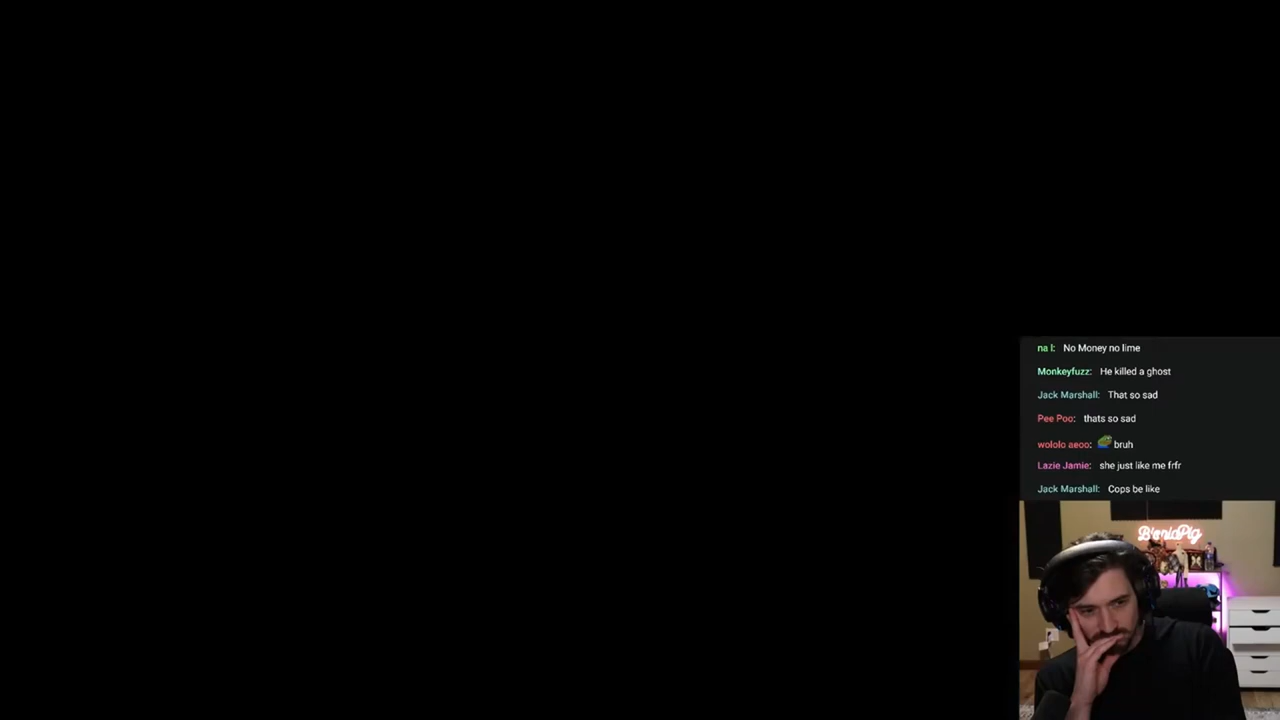 na l: No Money no lime
Monkeyfuzz: He killed a ghost
Jack Marshall: That so sad
Pee Poo: thats so sad
wololo aeoo: bruh
Lazie Jamie: she just like me frfr
Jack Marshall: Cops be like
BlenidPig